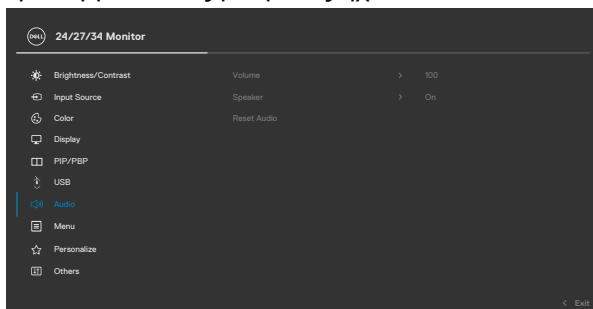 DELL
24/27/34 Monitor
Brightness/Contrast Volume > 100
Input Source Speaker > On
Color Reset Audio
Display
PIP/PBP
USB
Audio
Menu
Personalize
Others
< Exit